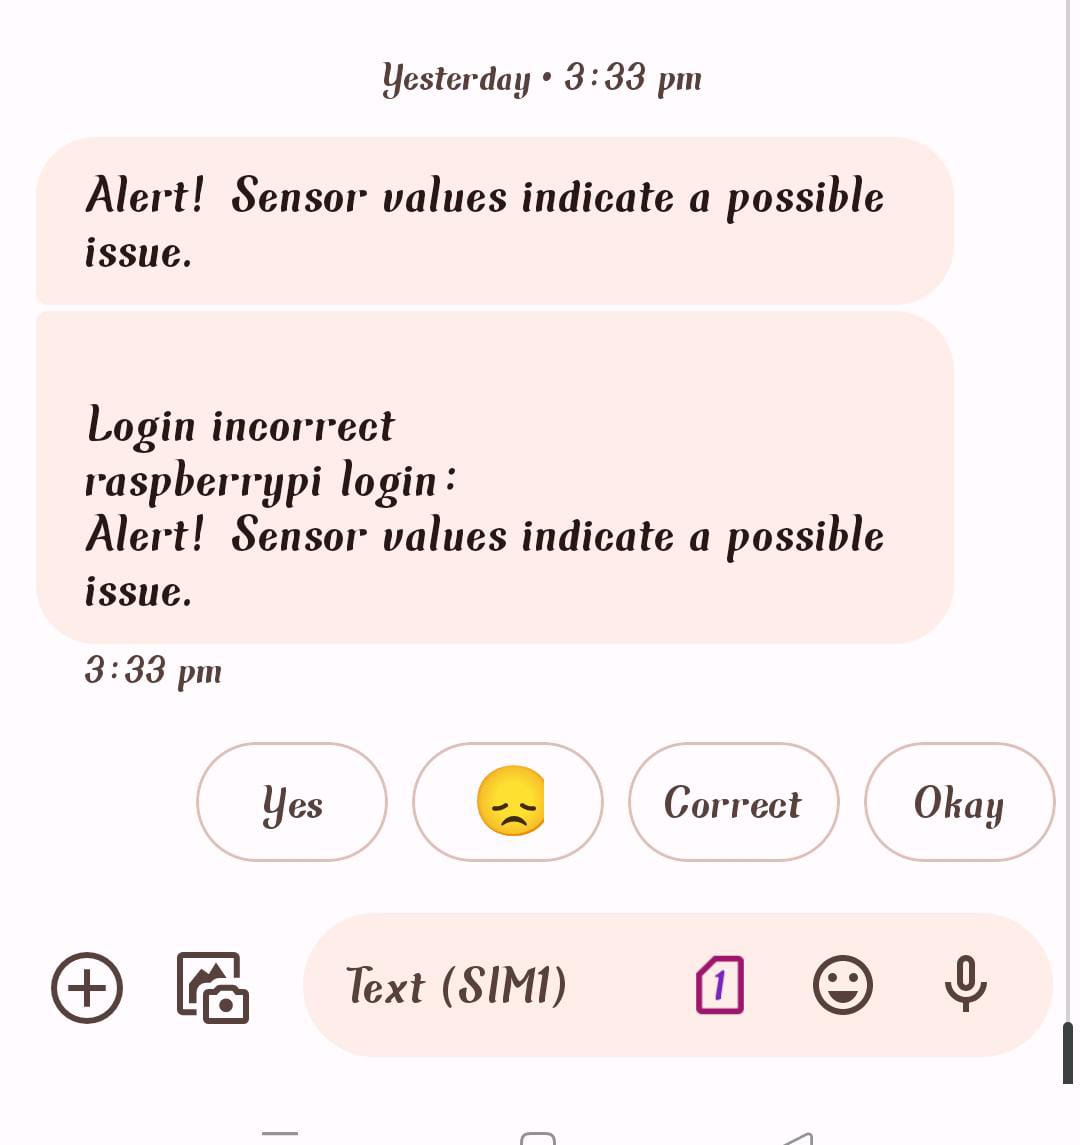 Yesterday • 3:33 pm
Alert!  Sensor values indicate a possible
issue.
Login incorrect
raspberrypi login:
Alert!  Sensor values indicate a possible
issue.
3:33 pm
Yes
Correct
Okay
Text (SIM1)
1